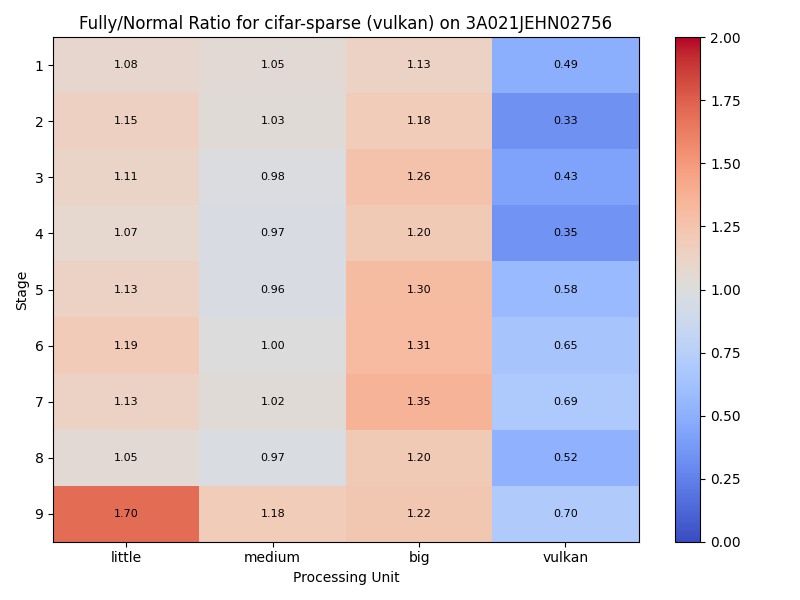 Fully/Normal Ratio for cifar-sparse (vulkan) on 3A021JEHN02756
1 1.08 1.05 1.13 0.49
2 1.15 1.03 1.18 0.33
3 1.11 0.98 1.26 0.43
4 1.07 0.97 1.20 0.35
5 1.13 0.96 1.30 0.58
6 1.19 1.00 1.31 0.65
7 1.13 1.02 1.35 0.69
8 1.05 0.97 1.20 0.52
9 1.70 1.18 1.22 0.70
Stage
little medium big vulkan
Processing Unit
2.00
1.75
1.50
1.25
1.00
0.75
0.50
0.25
0.00